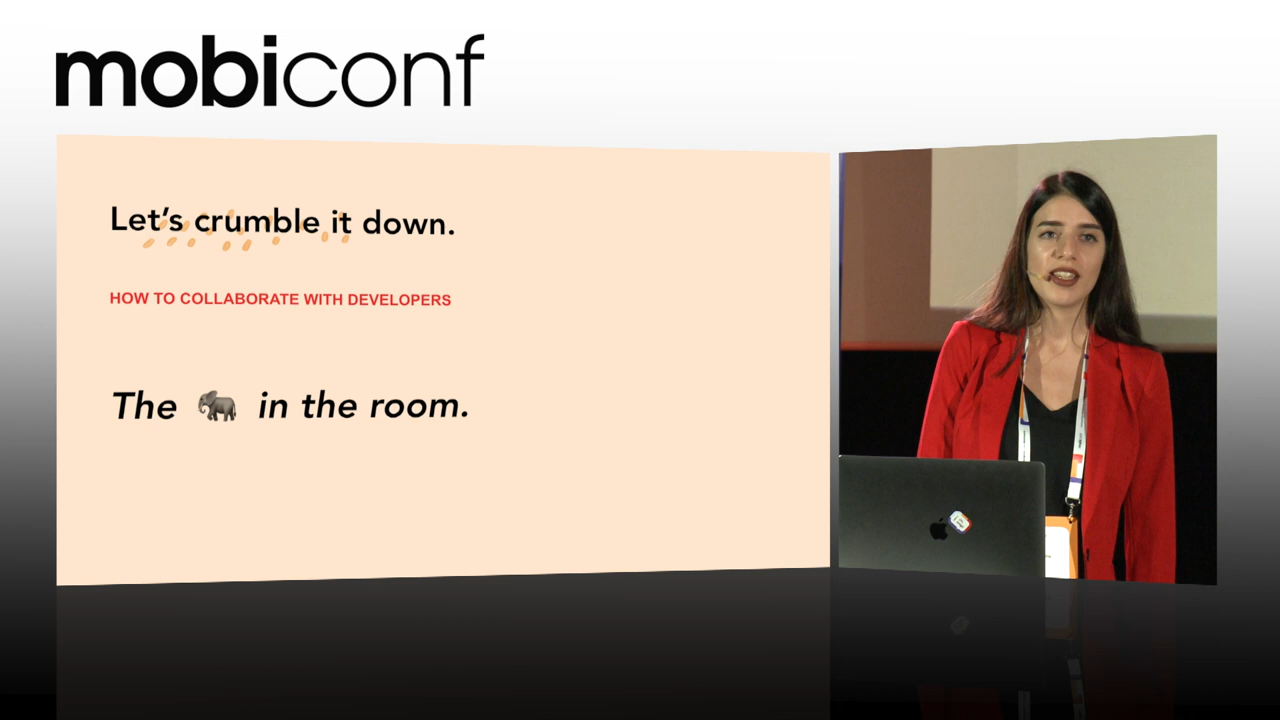 mobiconf
Let's crumble it down.
HOW TO COLLABORATE WITH DEVELOPERS
The 🐘 in the room.